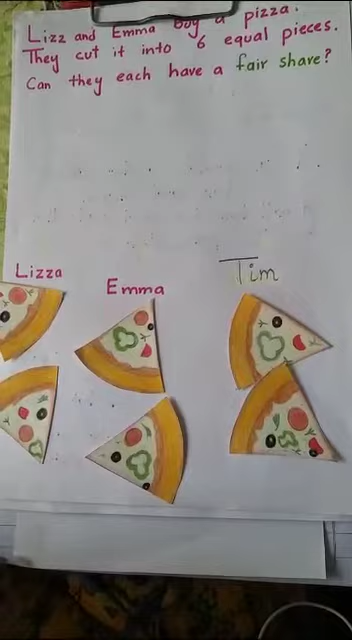 Lizz and Emma buy a pizza.
They cut it into 6 equal pieces.
Can they each have a fair share?
Lizza
Emma
Tim